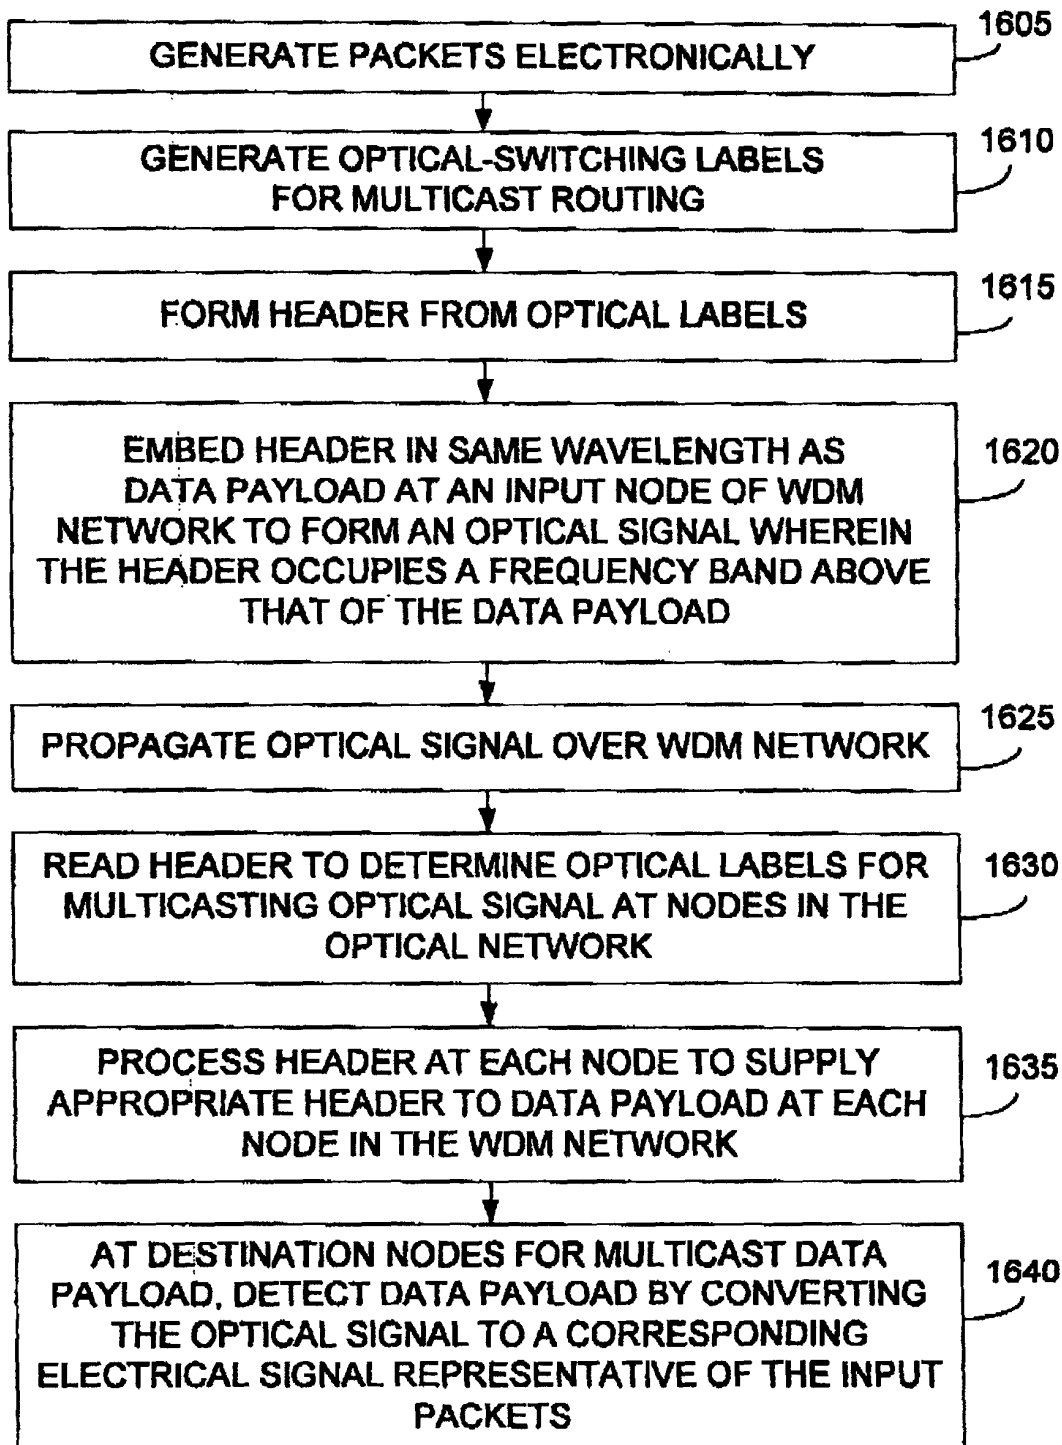 1605
GENERATE PACKETS ELECTRONICALLY
1610
GENERATE OPTICAL-SWITCHING LABELS
FOR MULTICAST ROUTING
1615
FORM HEADER FROM OPTICAL LABELS
1620
EMBED HEADER IN SAME WAVELENGTH AS
DATA PAYLOAD AT AN INPUT NODE OF WDM
NETWORK TO FORM AN OPTICAL SIGNAL WHEREIN
THE HEADER OCCUPIES A FREQUENCY BAND ABOVE
THAT OF THE DATA PAYLOAD
1625
PROPAGATE OPTICAL SIGNAL OVER WDM NETWORK
1630
READ HEADER TO DETERMINE OPTICAL LABELS FOR
MULTICASTING OPTICAL SIGNAL AT NODES IN THE
OPTICAL NETWORK
1635
PROCESS HEADER AT EACH NODE TO SUPPLY
APPROPRIATE HEADER TO DATA PAYLOAD AT EACH
NODE IN THE WDM NETWORK
1640
AT DESTINATION NODES FOR MULTICAST DATA
PAYLOAD, DETECT DATA PAYLOAD BY CONVERTING
THE OPTICAL SIGNAL TO A CORRESPONDING
ELECTRICAL SIGNAL REPRESENTATIVE OF THE INPUT
PACKETS